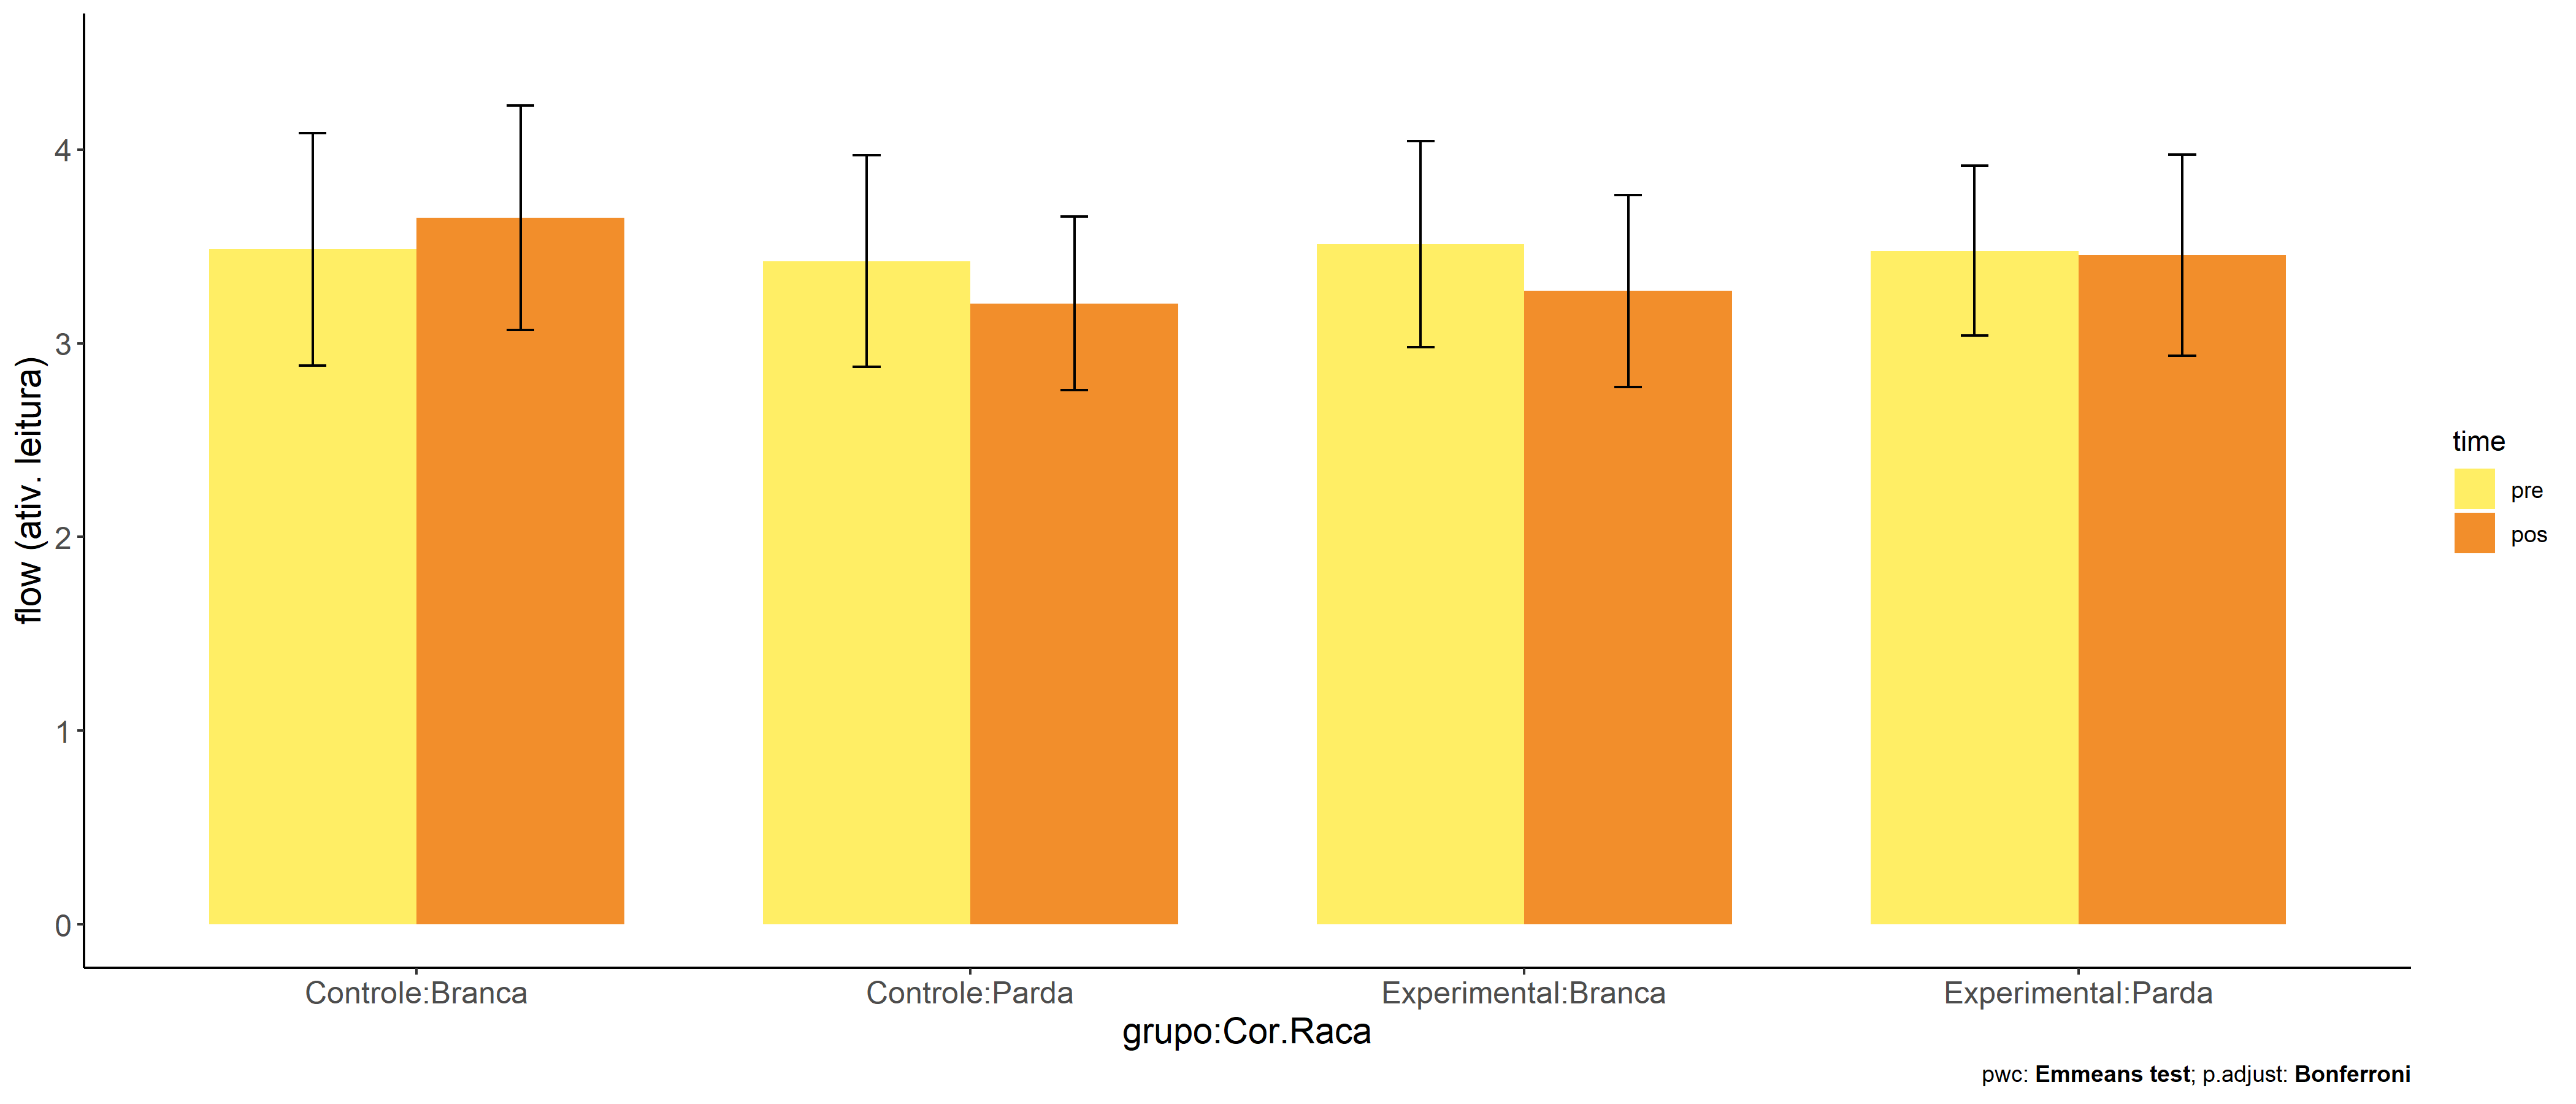 flow (ativ. leitura)
4
3
2
1
0
Controle:Branca
Controle:Parda
Experimental:Branca
Experimental:Parda
grupo:Cor.Raca
time
pre
pos
pwc: Emmeans test; p.adjust: Bonferroni